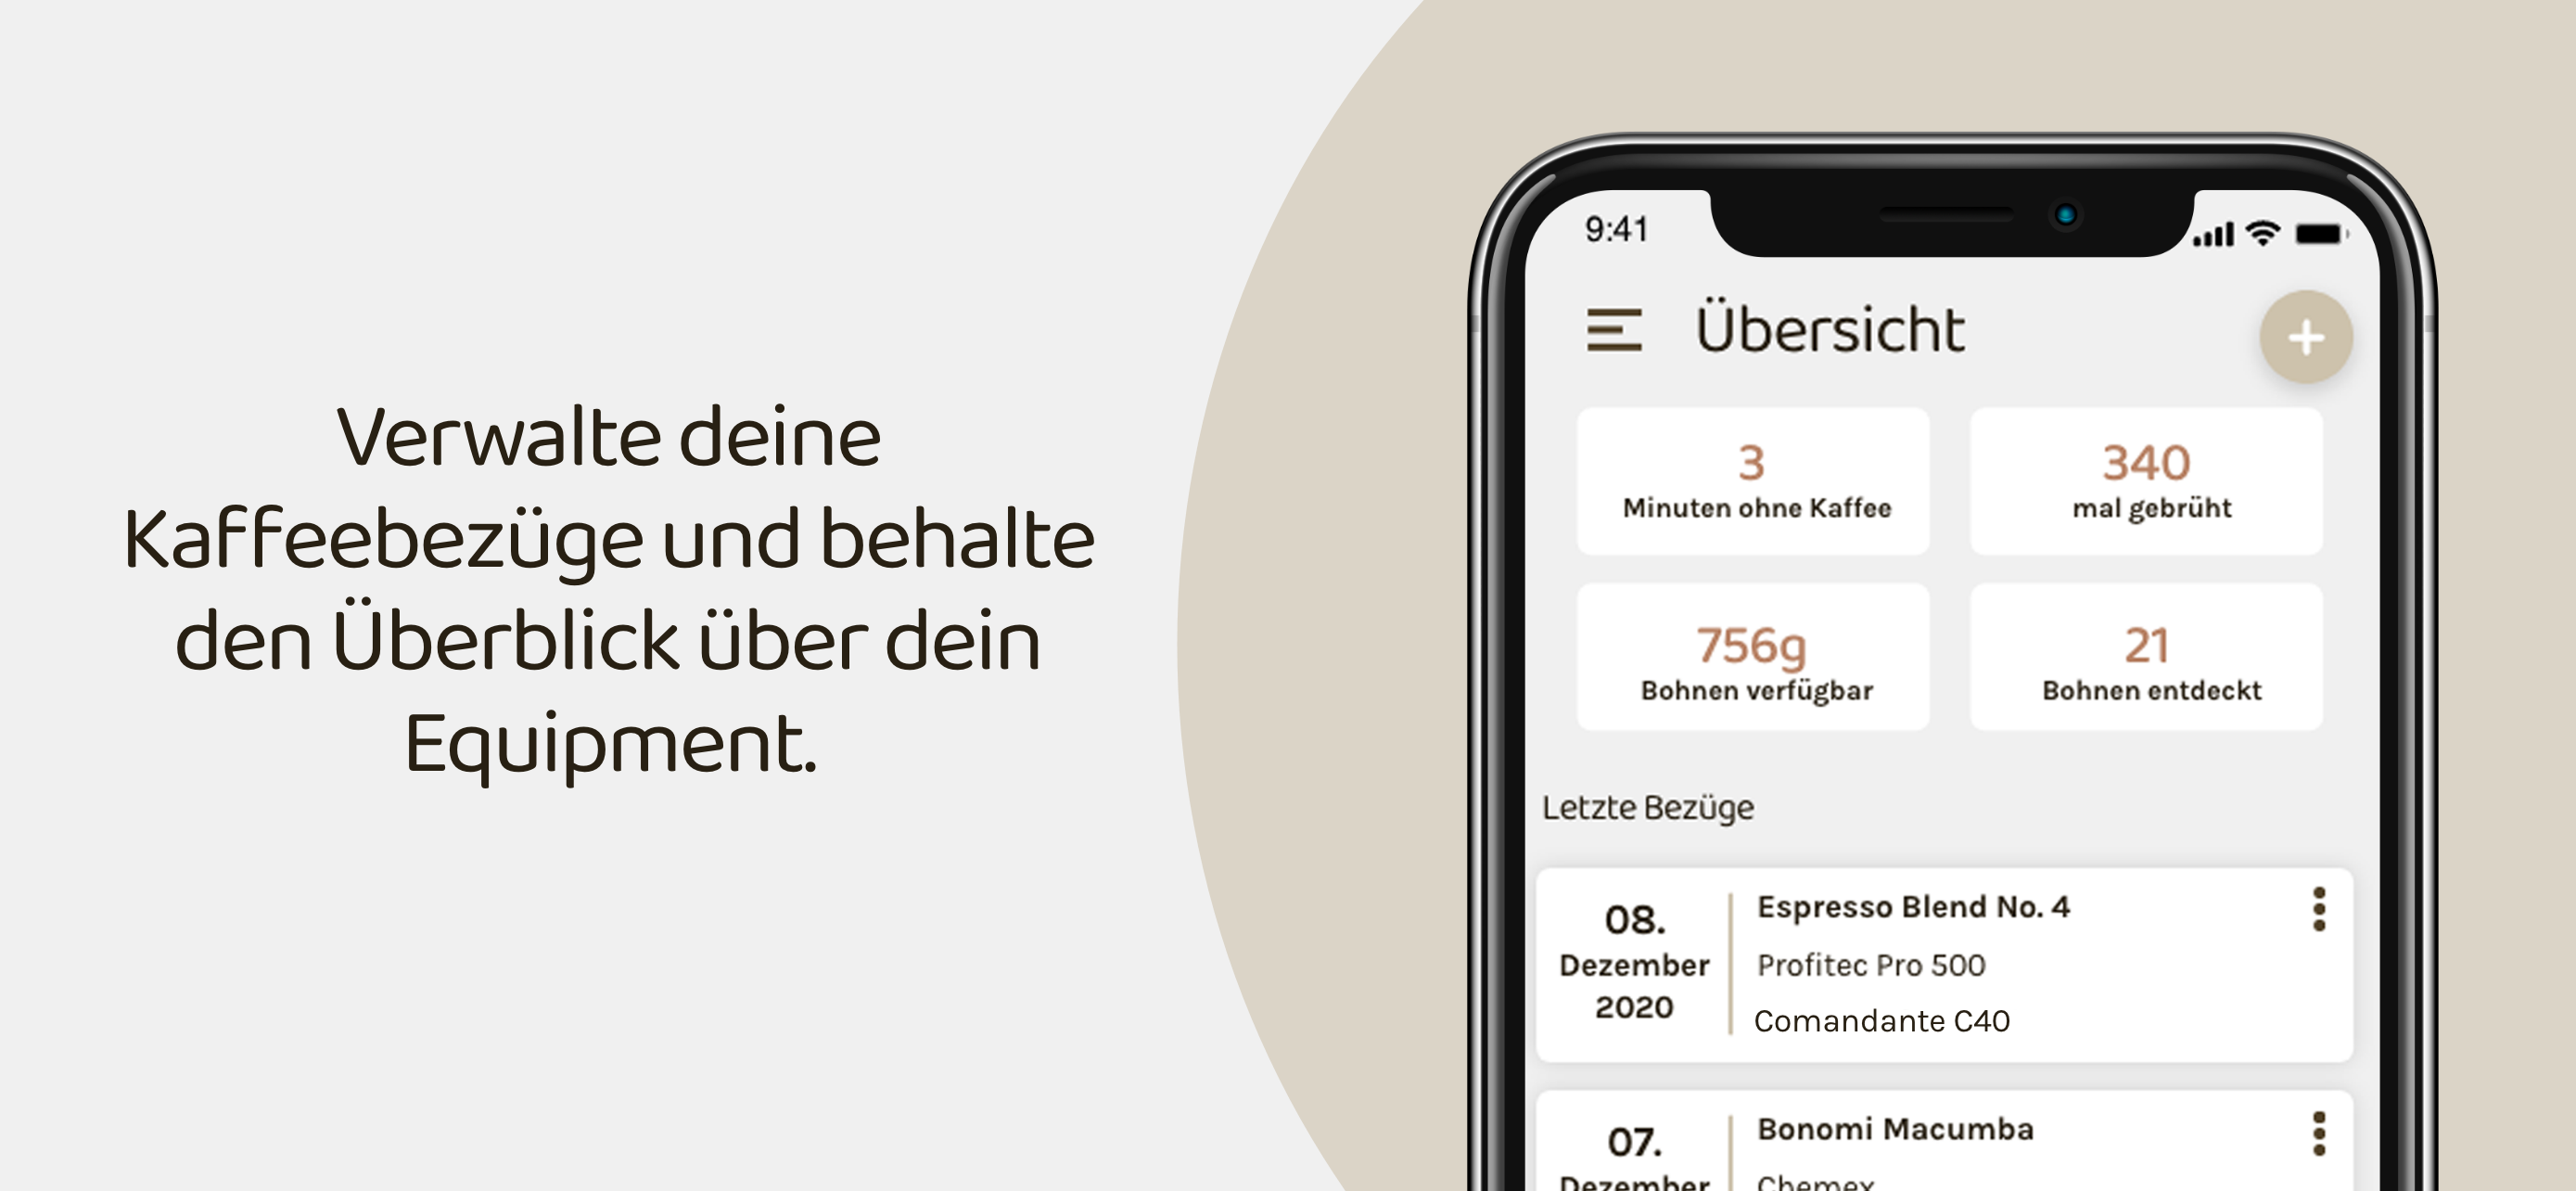 Verwalte deine
Kaffeebezüge und behalte
den Überblick über dein
Equipment.
9:41
Übersicht
3
Minuten ohne Kaffee
340
mal gebrüht
756g
Bohnen verfügbar
21
Bohnen entdeckt
Letzte Bezüge
08.
Dezember
2020
Espresso Blend No. 4
Profitec Pro 500
Comandante C40
07.
Dezember
Bonomi Macumba
Chemex